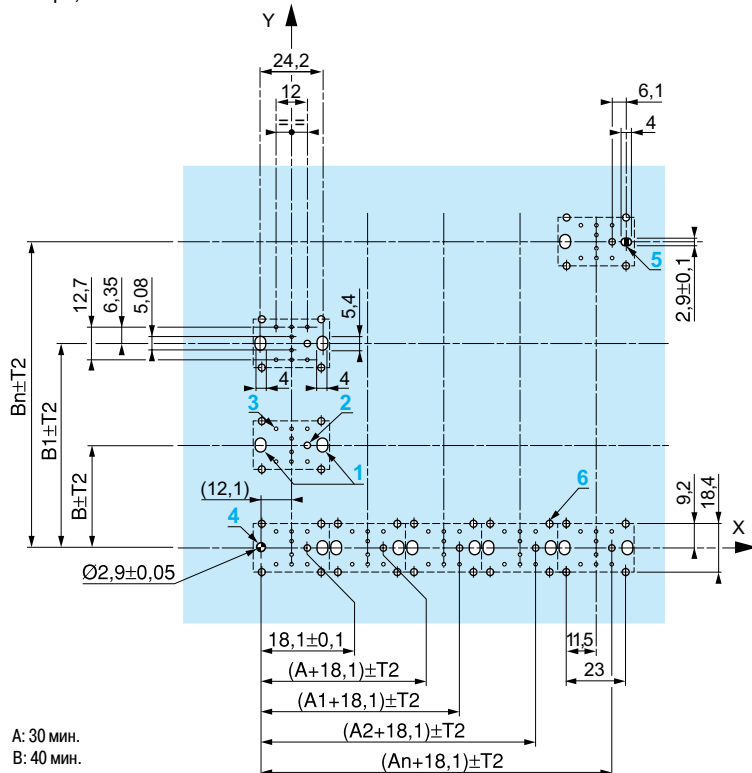 Y
24,2
12
= =
6,1
4
5
2,9±0,1
12,7
6,35
5,08
5,4
4
4
3
2
1
Bn±T2
B1±T2
B±T2
(12,1)
4
6
9,2
18,4
X
Ø2,9±0,05
18,1±0,1
11,5
23
(A+18,1)±T2
(A1+18,1)±T2
(A2+18,1)±T2
(An+18,1)±T2
A: 30 мин.
B: 40 мин.